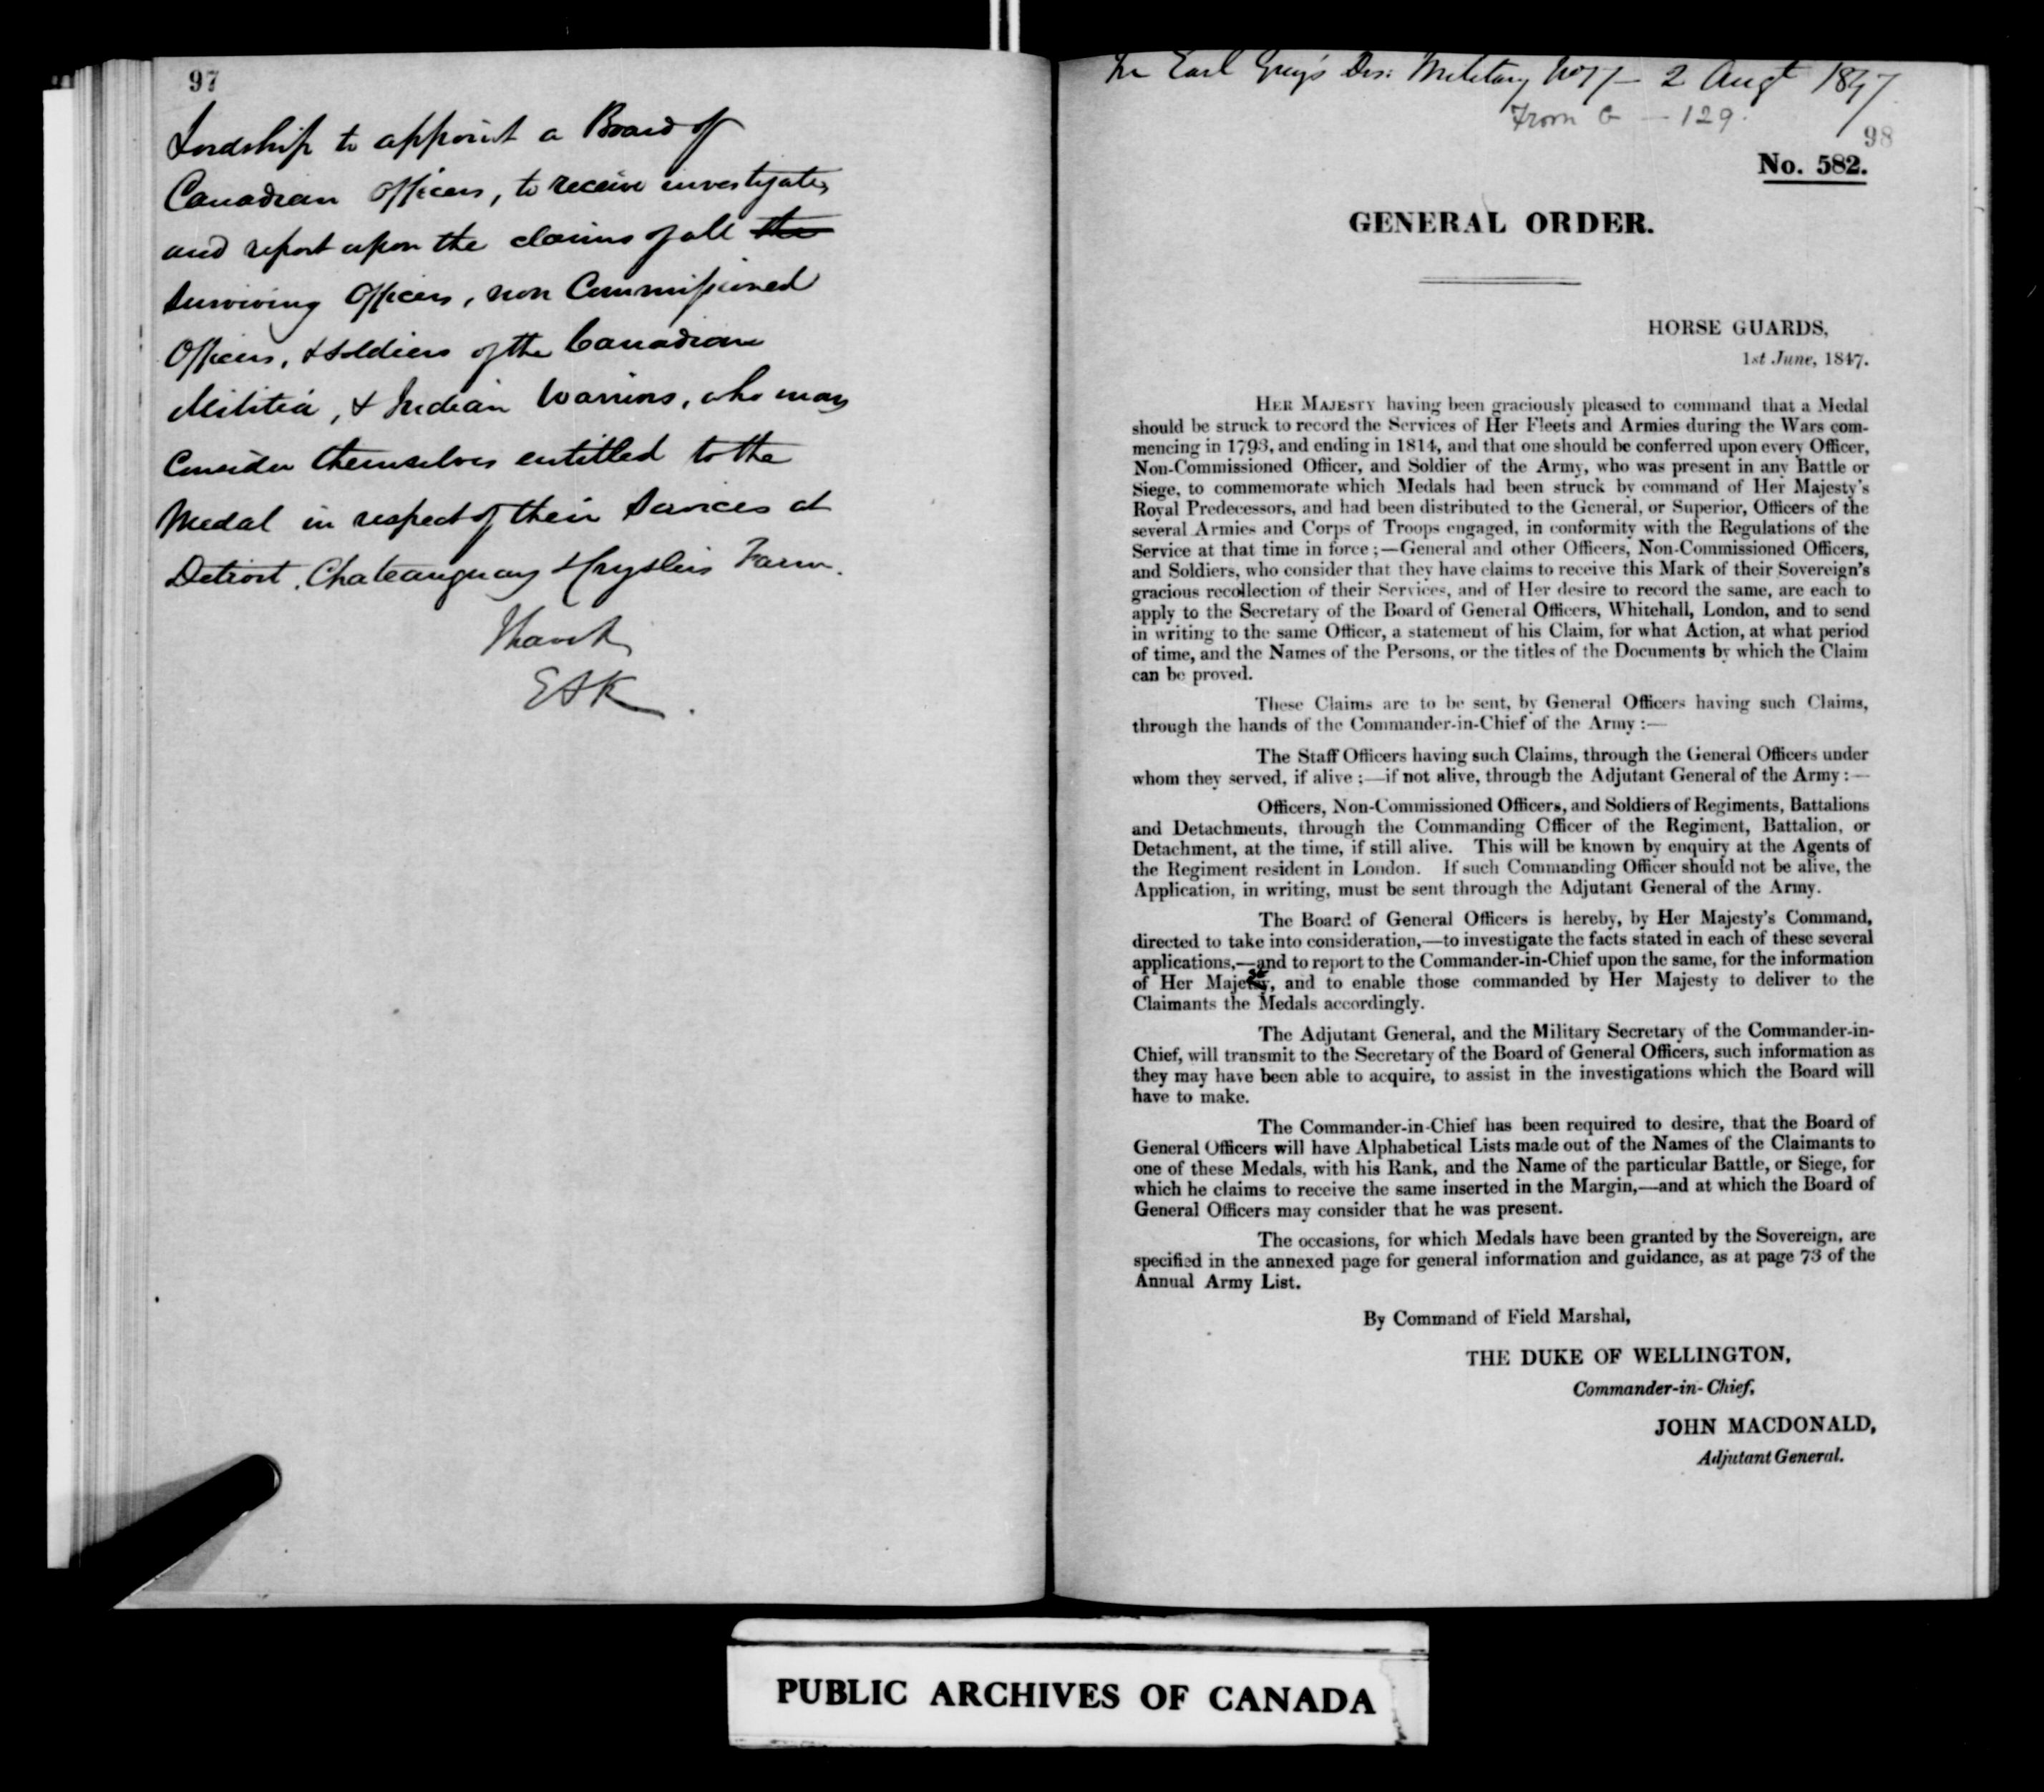 97
Lordship to appoint a Board of
Canadian Officers, to receive investigate,
and report upon the claims of all the
surviving Officers, non Commissioned
Officers, & Soldiers of the Canadian
Militia, & Indian Warriors, who may
Consider themselves entitled to the
Medal in respect of their Services at
Detroit, Chateauguay & Chryslers Farm.
In Earl Grey's Des: Military No 77 – 2 Augt 1847
From G – 129.
98
No. 582.
GENERAL ORDER.
HORSE GUARDS,
1st June, 1847.
HER MAJESTY having been graciously pleased to command that a Medal
should be struck to record the Services of Her Fleets and Armies during the Wars com-
mencing in 1793, and ending in 1814, and that one should be conferred upon every Officer,
Non-Commissioned Officer, and Soldier of the Army, who was present in any Battle or
Siege, to commemorate which Medals had been struck by command of Her Majesty's
Royal Predecessors, and had been distributed to the General, or Superior, Officers of the
several Armies and Corps of Troops engaged, in conformity with the Regulations of the
Service at that time in force ;—General and other Officers, Non-Commissioned Officers,
and Soldiers, who consider that they have claims to receive this Mark of their Sovereign's
gracious recollection of their Services, and of Her desire to record the same, are each to
apply to the Secretary of the Board of General Officers, Whitehall, London, and to send
in writing to the same Officer, a statement of his Claim, for what Action, at what period
of time, and the Names of the Persons, or the titles of the Documents by which the Claim
can be proved.
These Claims are to be sent, by General Officers having such Claims,
through the hands of the Commander-in-Chief of the Army :—
The Staff Officers having such Claims, through the General Officers under
whom they served, if alive ;—if not alive, through the Adjutant General of the Army :—
Officers, Non-Commissioned Officers, and Soldiers of Regiments, Battalions
and Detachments, through the Commanding Officer of the Regiment, Battalion, or
Detachment, at the time, if still alive. This will be known by enquiry at the Agents of
the Regiment resident in London. If such Commanding Officer should not be alive, the
Application, in writing, must be sent through the Adjutant General of the Army.
The Board of General Officers is hereby, by Her Majesty's Command,
directed to take into consideration,—to investigate the facts stated in each of these several
applications,—and to report to the Commander-in-Chief upon the same, for the information
of Her Majesty, and to enable those commanded by Her Majesty to deliver to the
Claimants the Medals accordingly.
The Adjutant General, and the Military Secretary of the Commander-in-
Chief, will transmit to the Secretary of the Board of General Officers, such information as
they may have been able to acquire, to assist in the investigations which the Board will
have to make.
The Commander-in-Chief has been required to desire, that the Board of
General Officers will have Alphabetical Lists made out of the Names of the Claimants to
one of these Medals, with his Rank, and the Name of the particular Battle, or Siege, for
which he claims to receive the same inserted in the Margin,—and at which the Board of
General Officers may consider that he was present.
The occasions, for which Medals have been granted by the Sovereign, are
specified in the annexed page for general information and guidance, as at page 73 of the
Annual Army List.
By Command of Field Marshal,
THE DUKE OF WELLINGTON,
Commander-in-Chief,
JOHN MACDONALD,
Adjutant General.
PUBLIC ARCHIVES OF CANADA